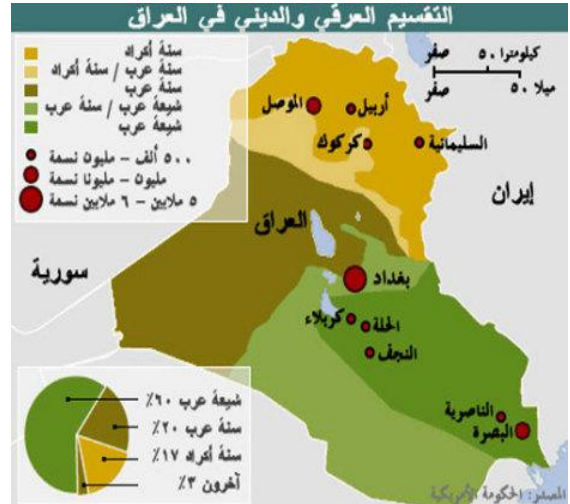 التقسيم العرقي والديني في العراق
سنة أكراد
سنة عرب / سنة أكراد
سنة عرب
شيعة عرب / سنة عرب
شيعة عرب
٥٠٠ ألف - مليون نسمة
مليون - مليونا نسمة
٥ ملايين - ٦ ملايين نسمة
كيلومترا ٥٠ صفر
ميلا ٥٠ صفر
الموصل
أربيل
كركوك
السليمانية
إيران
العراق
سورية
بغداد
كربلاء
الحلة
النجف
الناصرية
البصرة
شيعة عرب ٦٠٪
سنة عرب ٢٠٪
سنة أكراد ١٧٪
آخرون ٣٪
المصدر: الحكومة الأمريكية